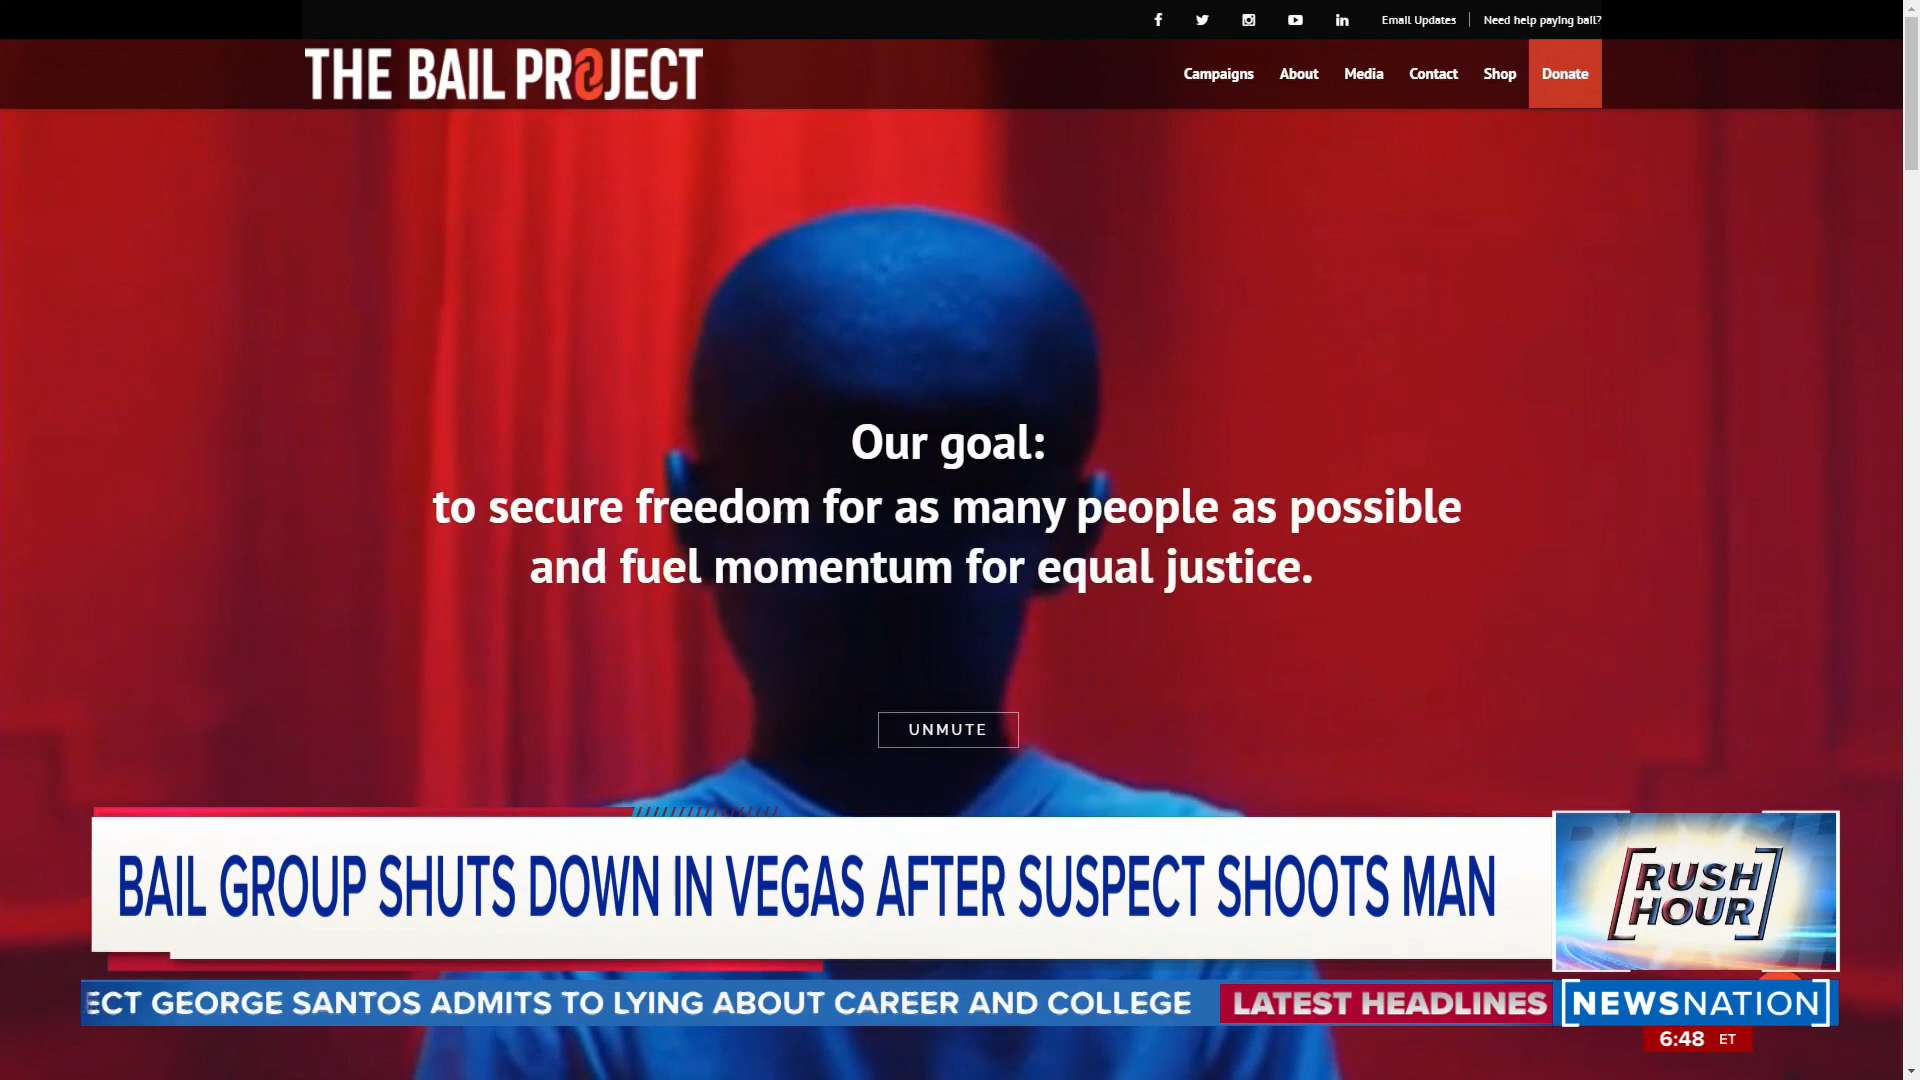 Email Updates
Need help paying bail?
THE BAIL PROJECT
Campaigns
About
Media
Contact
Shop
Donate
Our goal:
to secure freedom for as many people as possible
and fuel momentum for equal justice.
UNMUTE
BAIL GROUP SHUTS DOWN IN VEGAS AFTER SUSPECT SHOOTS MAN
RUSH
HOUR
ECT GEORGE SANTOS ADMITS TO LYING ABOUT CAREER AND COLLEGE
LATEST HEADLINES
NEWSNATION
6:48 ET